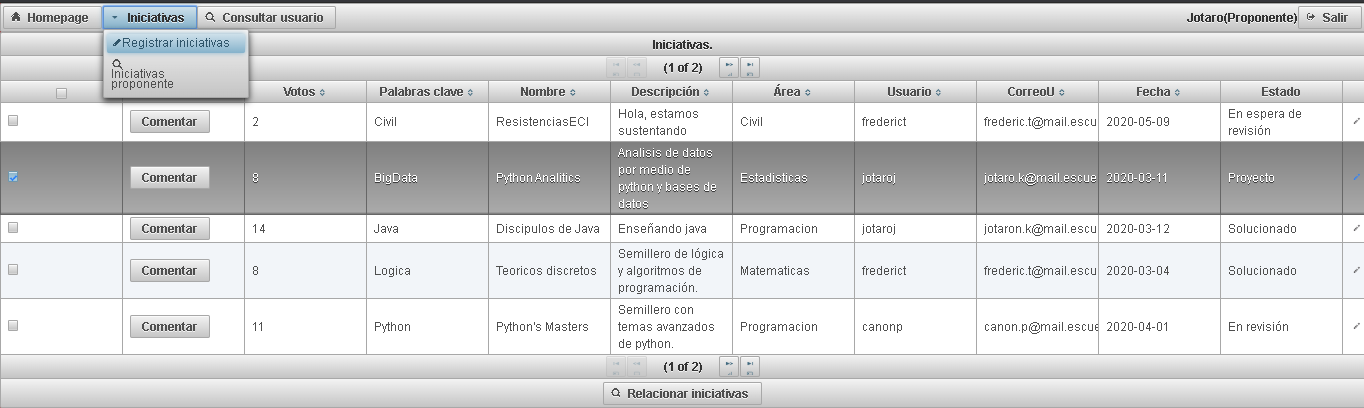 Homepage Iniciativas Consultar usuario Jotaro(Proponente) Salir
Registrar iniciativas
Iniciativas
proponente
Iniciativas.
(1 of 2)
Votos Palabras clave Nombre Descripción Área Usuario CorreoU Fecha Estado
Comentar 2 Civil ResistenciasECI Hola, estamos
sustentando Civil frederict frederic.t@mail.escu 2020-05-09 En espera de
revisión
Comentar 8 BigData Python Analitics Analisis de datos
por medio de
python y bases de
datos Estadisticas jotaroj jotaro.k@mail.escue 2020-03-11 Proyecto
Comentar 14 Java Discipulos de Java Enseñando java Programacion jotaroj jotaron.k@mail.escu 2020-03-12 Solucionado
Comentar 8 Logica Teoricos discretos Semillero de lógica
y algoritmos de
programación. Matematicas frederict frederic.t@mail.escu 2020-03-04 Solucionado
Comentar 11 Python Python's Masters Semillero con
temas avanzados
de python. Programacion canonp canon.p@mail.escue 2020-04-01 En revisión
(1 of 2)
Relacionar iniciativas